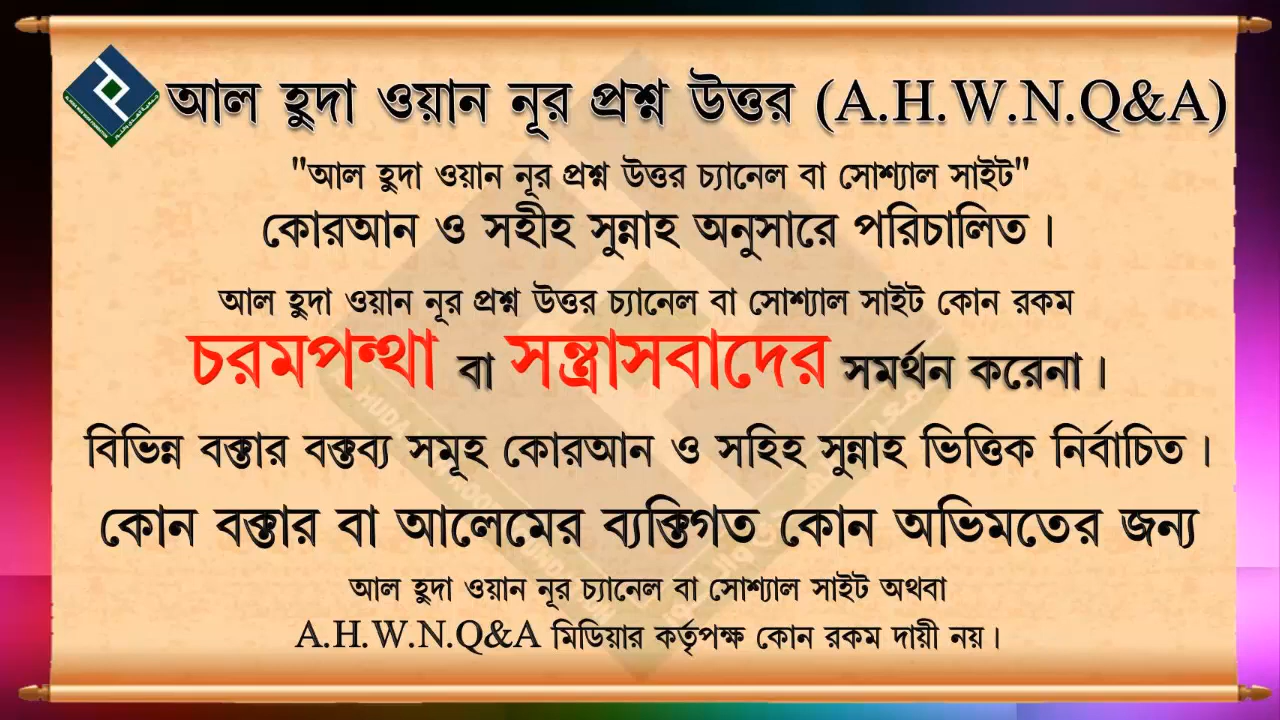 আল হুদা ওয়ান নূর প্রশ্ন উত্তর (A.H.W.N.Q&A)
"আল হুদা ওয়ান নূর প্রশ্ন উত্তর চ্যানেল বা সোশ্যাল সাইট"
কোরআন ও সহীহ সুন্নাহ অনুসারে পরিচালিত ।
আল হুদা ওয়ান নূর প্রশ্ন উত্তর চ্যানেল বা সোশ্যাল সাইট কোন রকম
চরমপন্থা বা সন্ত্রাসবাদের সমর্থন করেনা ।
বিভিন্ন বক্তার বক্তব্য সমূহ কোরআন ও সহিহ সুন্নাহ ভিত্তিক নির্বাচিত ।
কোন বক্তার বা আলেমের ব্যক্তিগত কোন অভিমতের জন্য
আল হুদা ওয়ান নূর চ্যানেল বা সোশ্যাল সাইট অথবা
A.H.W.N.Q&A মিডিয়ার কর্তৃপক্ষ কোন রকম দায়ী নয় ।